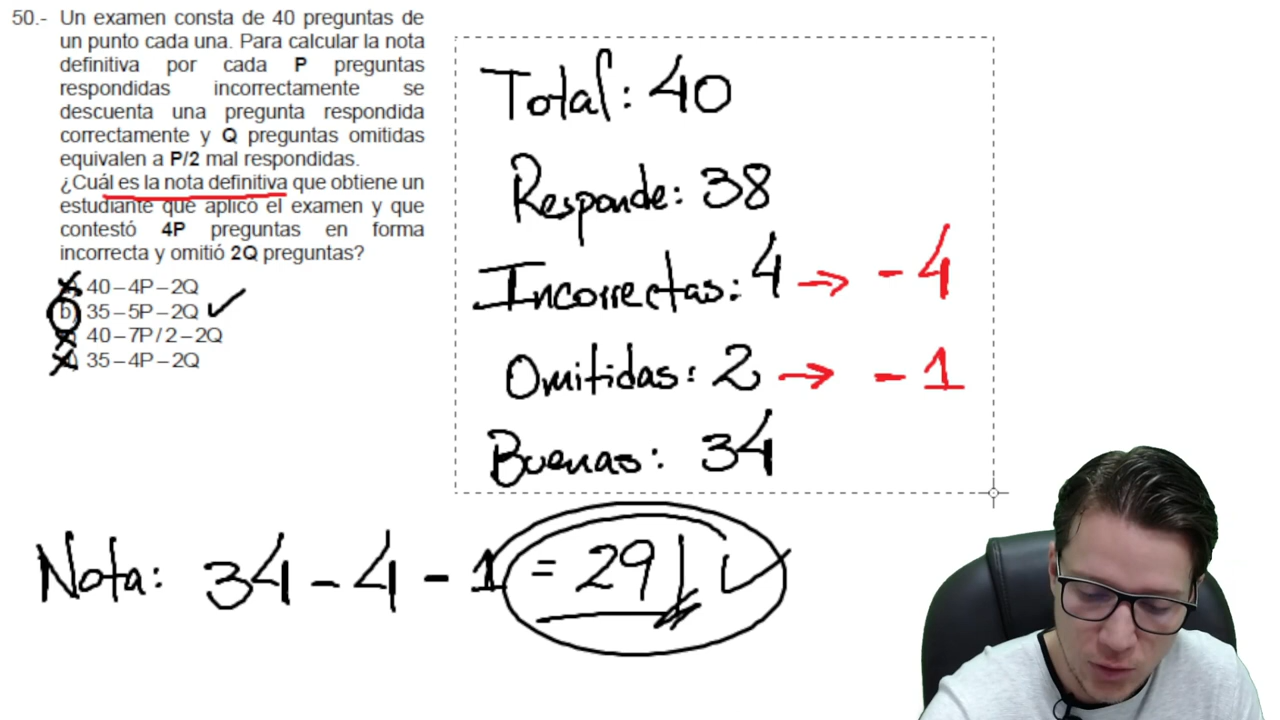 50.- Un examen consta de 40 preguntas de
un punto cada una. Para calcular la nota
definitiva por cada P preguntas
respondidas incorrectamente se
descuenta una pregunta respondida
correctamente y Q preguntas omitidas
equivalen a P/2 mal respondidas.
¿Cuál es la nota definitiva que obtiene un
estudiante que aplicó el examen y que
contestó 4P preguntas en forma
incorrecta y omitió 2Q preguntas?
40 – 4P – 2Q
b) 35 – 5P – 2Q
40 – 7P / 2 – 2Q
35 – 4P – 2Q
Total: 40
Responde: 38
Incorrectas: 4 → - 4
Omitidas: 2 → - 1
Buenas: 34
Nota: 34 - 4 - 1 = 29